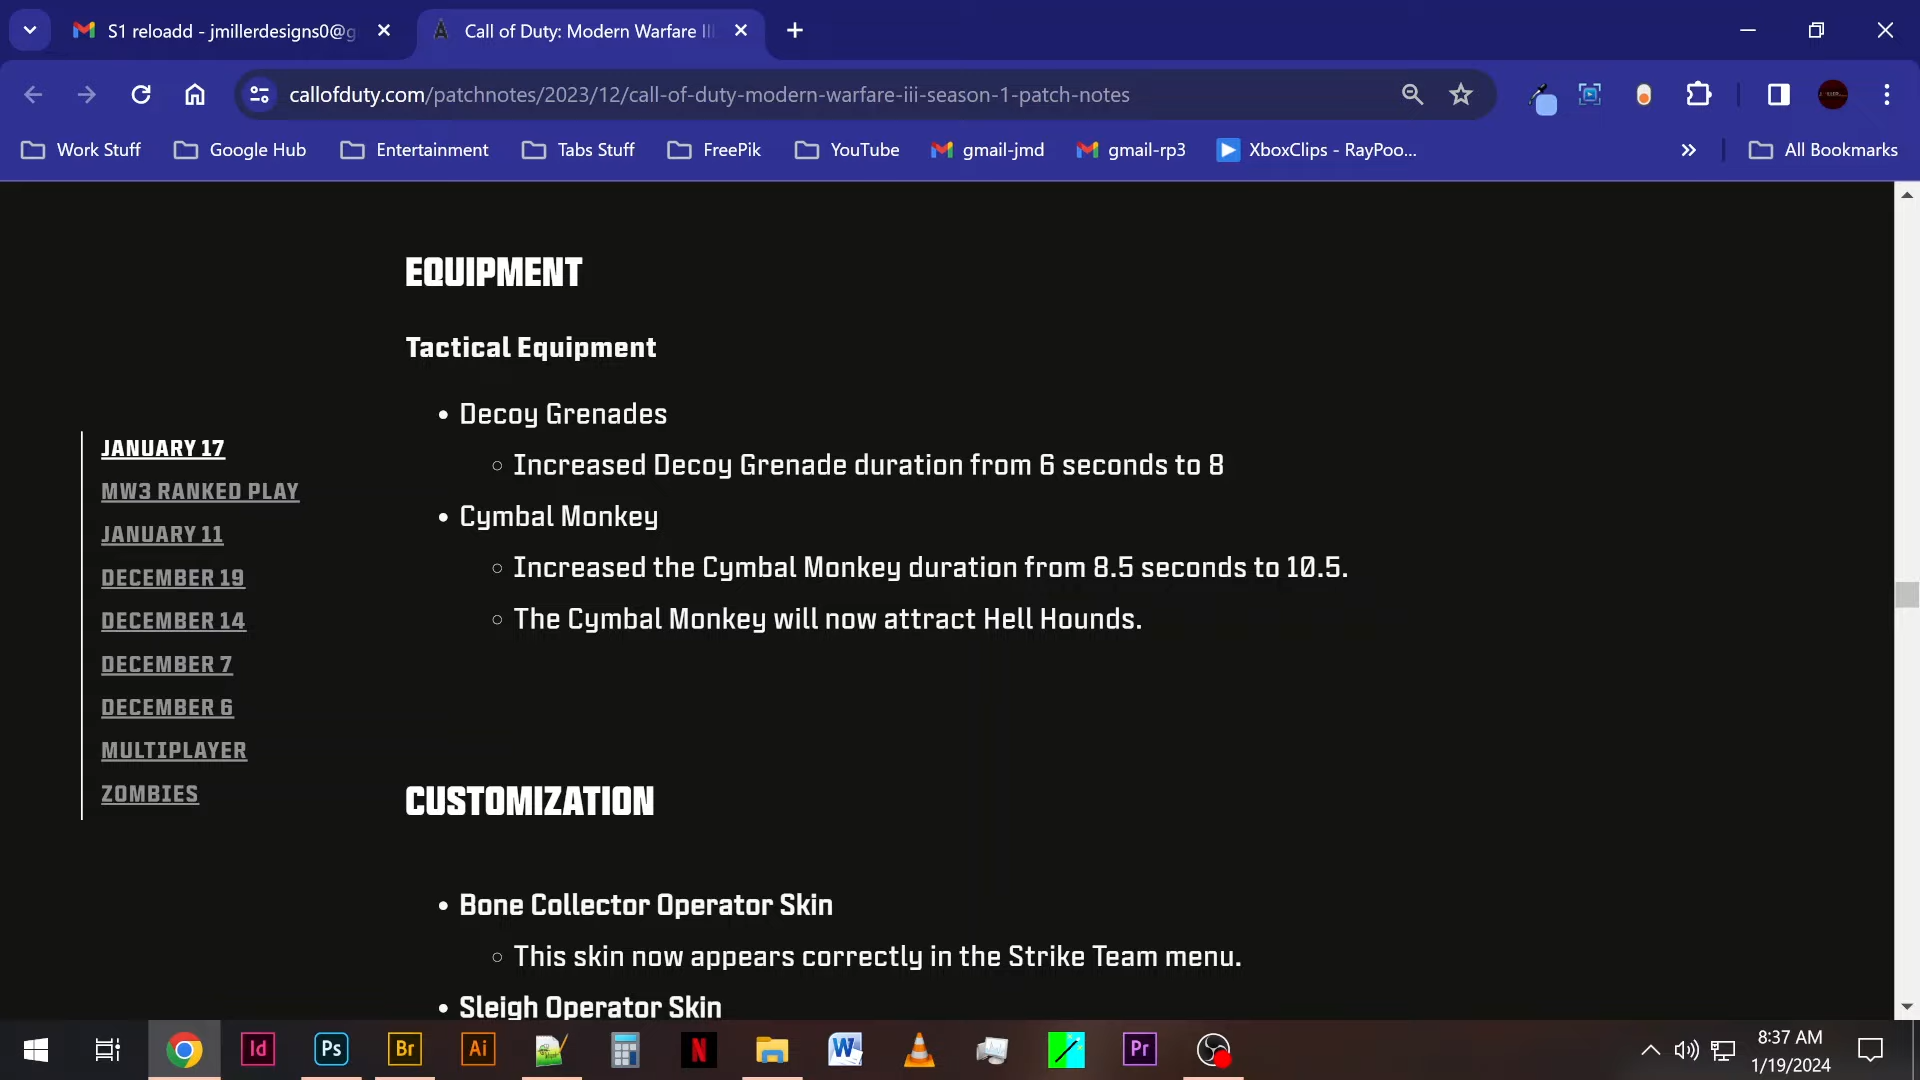 S1 reloadd - jmillerdesigns0@g
Call of Duty: Modern Warfare II
callofduty.com/patchnotes/2023/12/call-of-duty-modern-warfare-iii-season-1-patch-notes
Work Stuff
Google Hub
Entertainment
Tabs Stuff
FreePik
YouTube
gmail-jmd
gmail-rp3
XboxClips - RayPoo...
»
All Bookmarks
EQUIPMENT
Tactical Equipment
• Decoy Grenades
○ Increased Decoy Grenade duration from 6 seconds to 8
• Cymbal Monkey
○ Increased the Cymbal Monkey duration from 8.5 seconds to 10.5.
○ The Cymbal Monkey will now attract Hell Hounds.
JANUARY 17
MW3 RANKED PLAY
JANUARY 11
DECEMBER 19
DECEMBER 14
DECEMBER 7
DECEMBER 6
MULTIPLAYER
ZOMBIES
CUSTOMIZATION
• Bone Collector Operator Skin
○ This skin now appears correctly in the Strike Team menu.
• Sleigh Operator Skin
Id
Ps
Br
Ai
N
W
Pr
8:37 AM
1/19/2024